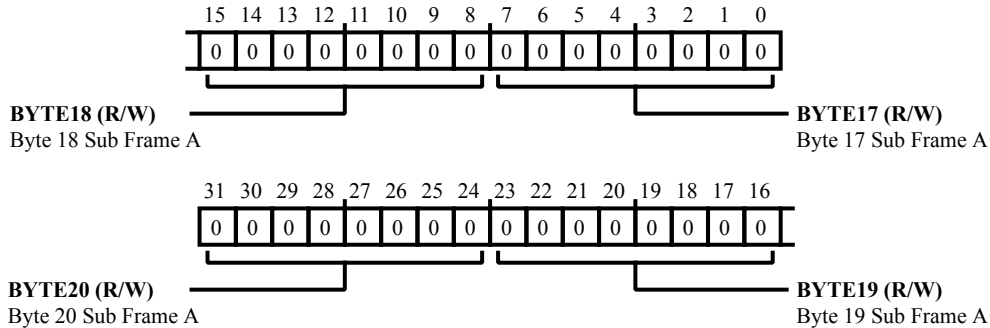 15 14 13 12 11 10 9 8 7 6 5 4 3 2 1 0
0 0 0 0 0 0 0 0 0 0 0 0 0 0 0 0
BYTE18 (R/W)
Byte 18 Sub Frame A
BYTE17 (R/W)
Byte 17 Sub Frame A
31 30 29 28 27 26 25 24 23 22 21 20 19 18 17 16
0 0 0 0 0 0 0 0 0 0 0 0 0 0 0 0
BYTE20 (R/W)
Byte 20 Sub Frame A
BYTE19 (R/W)
Byte 19 Sub Frame A